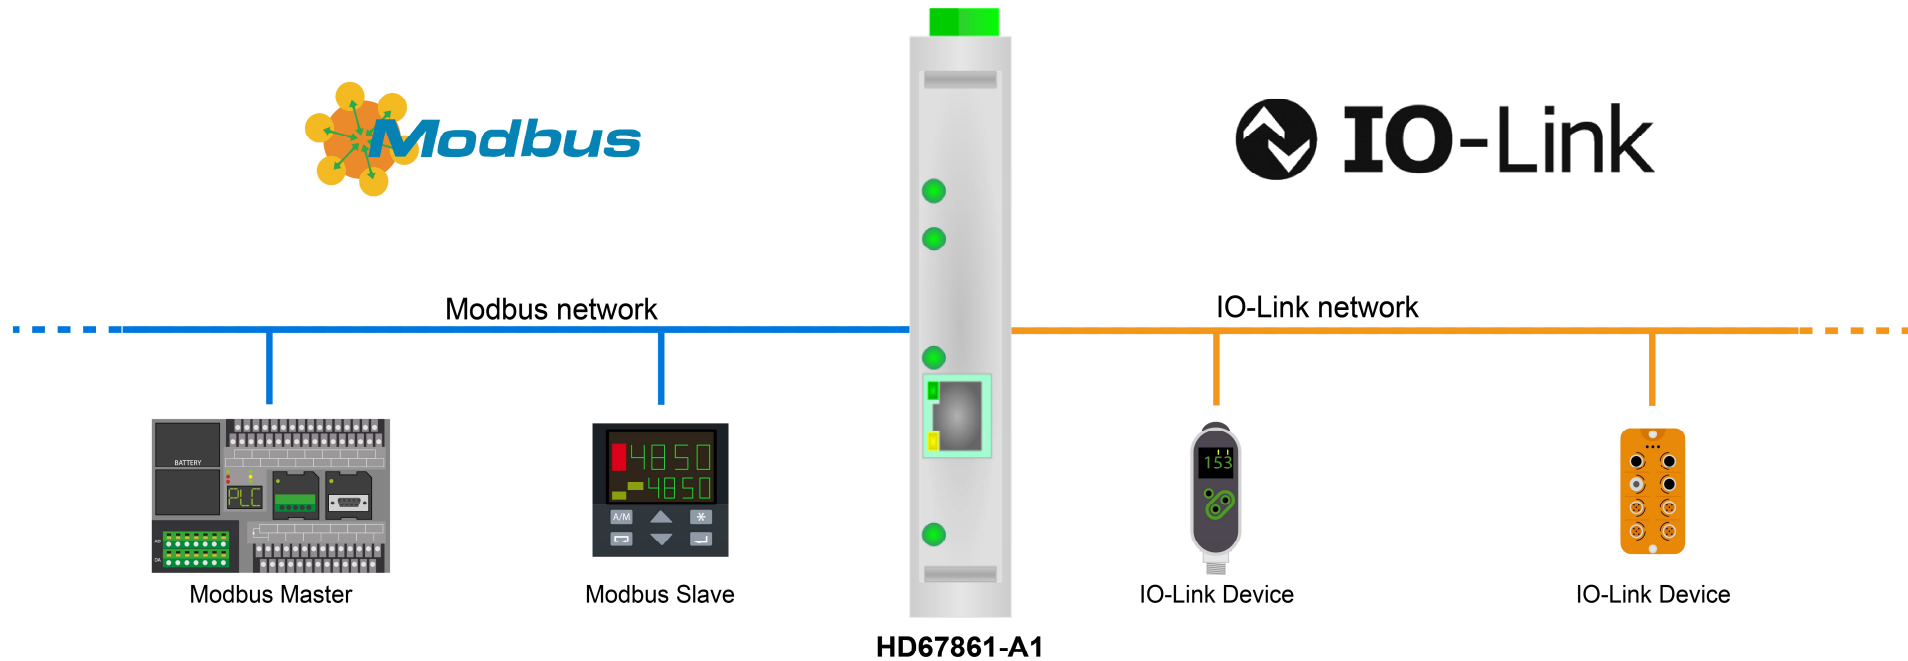 Modbus
IO-Link
Modbus network
IO-Link network
BATTERY
PLC
4850
4850
A/M
153
Modbus Master
Modbus Slave
IO-Link Device
IO-Link Device
HD67861-A1